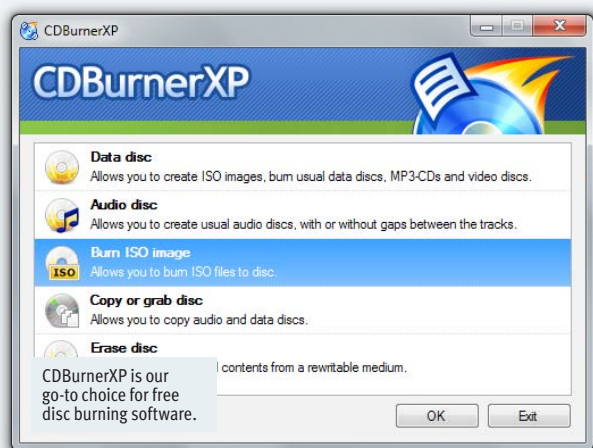 CDBurnerXP
CDBurnerXP
Data disc
Allows you to create ISO images, burn usual data discs, MP3-CDs and video discs.
Audio disc
Allows you to create usual audio discs, with or without gaps between the tracks.
Burn ISO image
Allows you to burn ISO files to disc.
ISO
Copy or grab disc
Allows you to copy audio and data discs.
Erase disc
contents from a rewritable medium.
CDBurnerXP is our
go-to choice for free
disc burning software.
OK
Exit